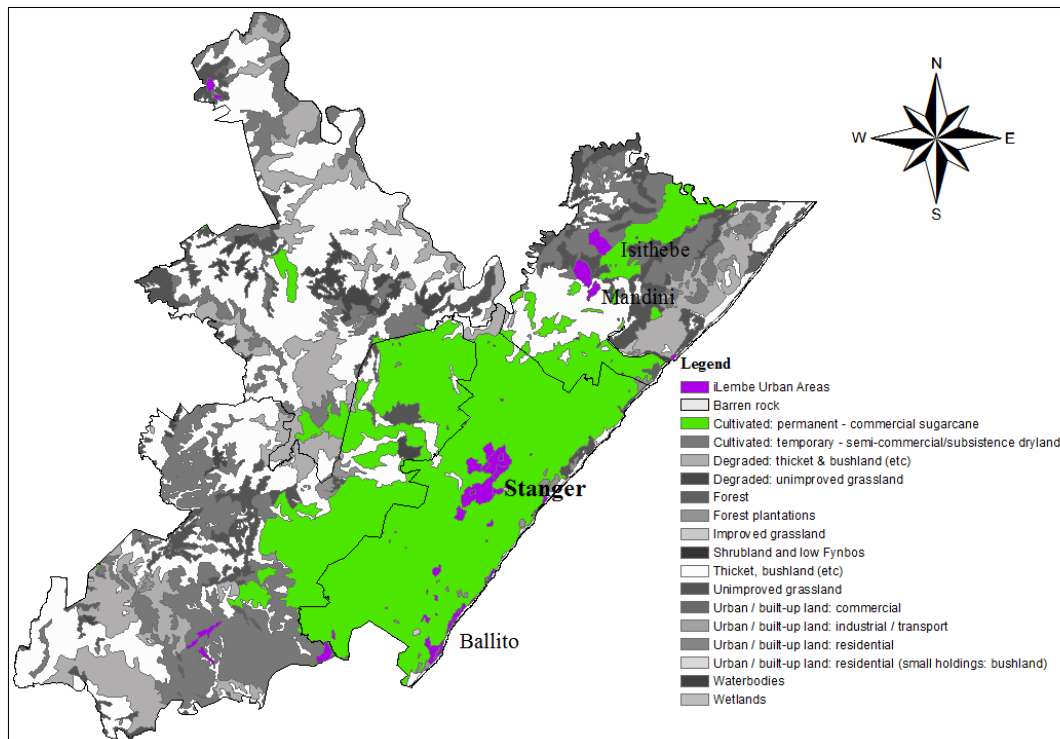 N
W
E
S
Isithebe
Mandini
Stanger
Ballito
Legend
iLembe Urban Areas
Barren rock
Cultivated: permanent - commercial sugarcane
Cultivated: temporary - semi-commercial/subsistence dryland
Degraded: thicket & bushland (etc)
Degraded: unimproved grassland
Forest
Forest plantations
Improved grassland
Shrubland and low Fynbos
Thicket, bushland (etc)
Unimproved grassland
Urban / built-up land: commercial
Urban / built-up land: industrial / transport
Urban / built-up land: residential
Urban / built-up land: residential (small holdings: bushland)
Waterbodies
Wetlands